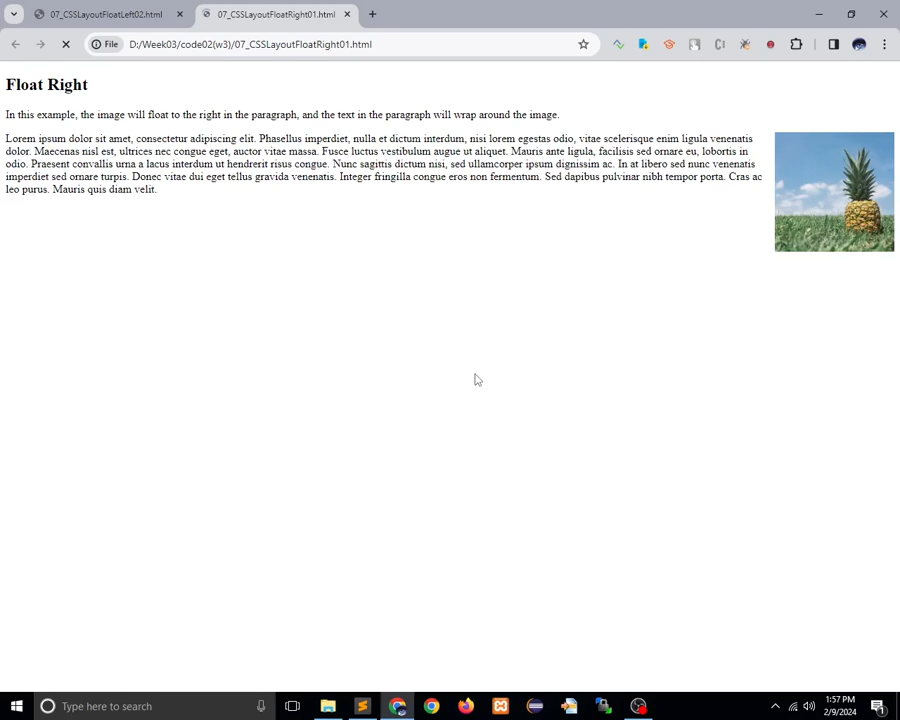 07_CSSLayoutFloatLeft02.html
07_CSSLayoutFloatRight01.html
File
D:/Week03/code02(w3)/07_CSSLayoutFloatRight01.html
Float Right
In this example, the image will float to the right in the paragraph, and the text in the paragraph will wrap around the image.
Lorem ipsum dolor sit amet, consectetur adipiscing elit. Phasellus imperdiet, nulla et dictum interdum, nisi lorem egestas odio, vitae scelerisque enim ligula venenatis
dolor. Maecenas nisl est, ultrices nec congue eget, auctor vitae massa. Fusce luctus vestibulum augue ut aliquet. Mauris ante ligula, facilisis sed ornare eu, lobortis in
odio. Praesent convallis urna a lacus interdum ut hendrerit risus congue. Nunc sagittis dictum nisi, sed ullamcorper ipsum dignissim ac. In at libero sed nunc venenatis
imperdiet sed ornare turpis. Donec vitae dui eget tellus gravida venenatis. Integer fringilla congue eros non fermentum. Sed dapibus pulvinar nibh tempor porta. Cras ac
leo purus. Mauris quis diam velit.
Type here to search
1:57 PM
2/9/2024
1